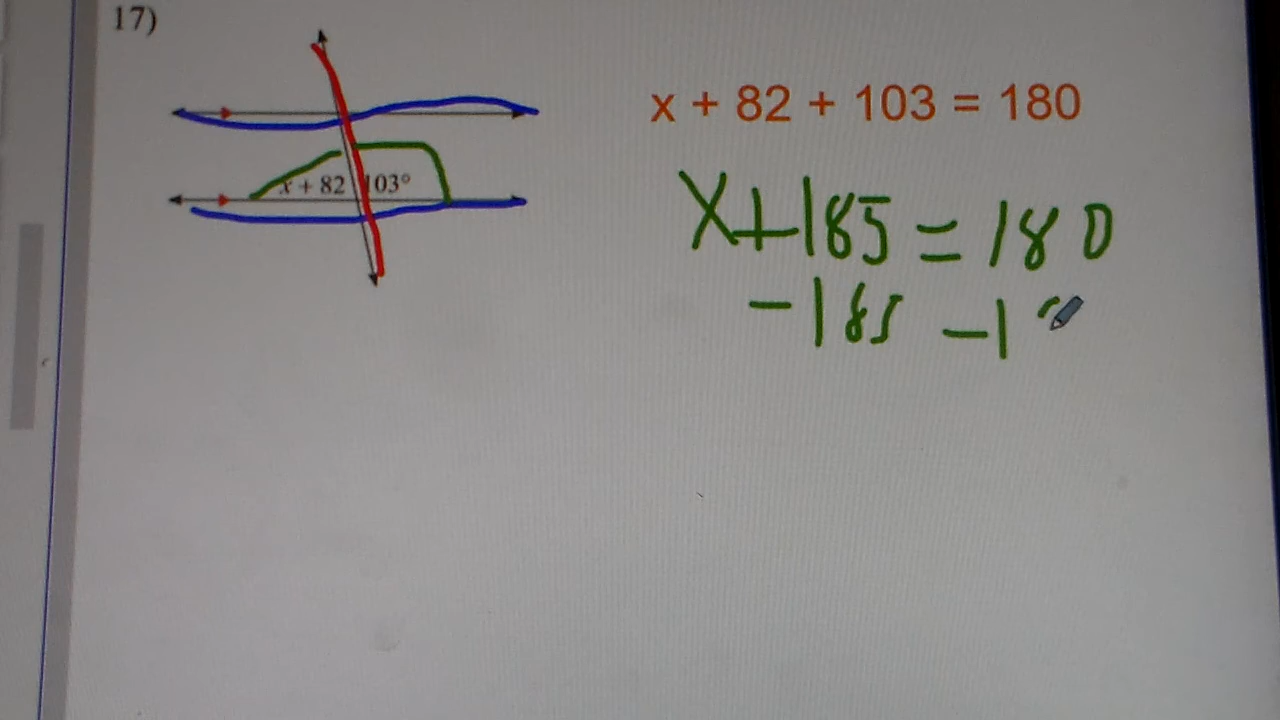 17)
x + 82 + 103 = 180
x + 82 103°
x+185 = 180
-185 -1